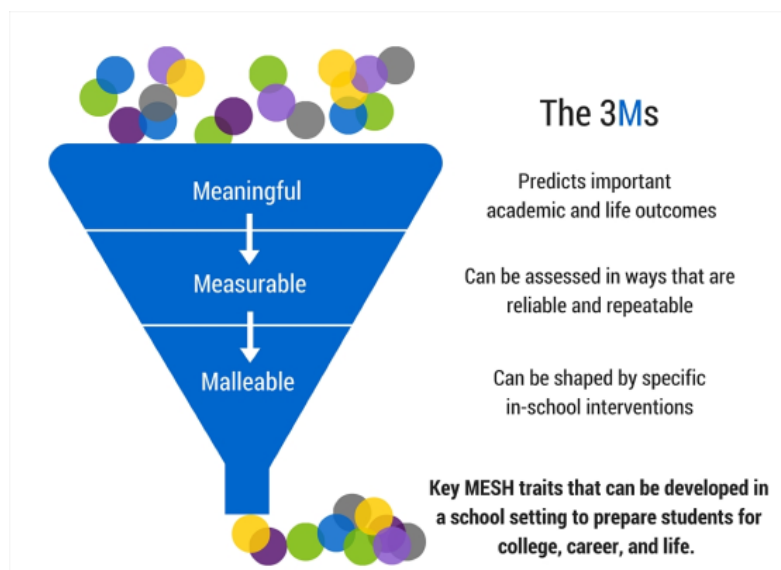 The 3Ms
Meaningful
Predicts important
academic and life outcomes
Measurable
Can be assessed in ways that are
reliable and repeatable
Malleable
Can be shaped by specific
in-school interventions
Key MESH traits that can be developed in
a school setting to prepare students for
college, career, and life.